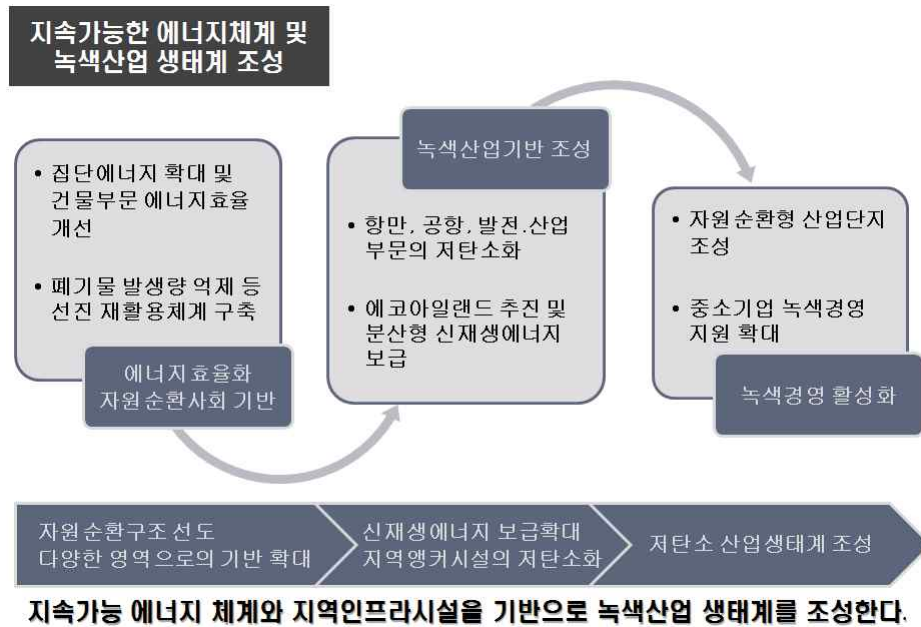 지속가능한 에너지체계 및
녹색산업 생태계 조성
• 집단에너지 확대 및
건물부문 에너지효율
개선
• 폐기물 발생량 억제 등
선진 재활용체계 구축
에너지효율화
자원순환사회 기반
녹색산업기반 조성
• 항만, 공항, 발전.산업
부문의 저탄소화
• 에코아일랜드 추진 및
분산형 신재생에너지
보급
• 자원순환형 산업단지
조성
• 중소기업 녹색경영
지원 확대
녹색경영 활성화
자원순환구조 선도
다양한 영역으로의 기반 확대
신재생에너지 보급확대
지역앵커시설의 저탄소화
저탄소 산업생태계 조성
지속가능 에너지 체계와 지역인프라시설을 기반으로 녹색산업 생태계를 조성한다.